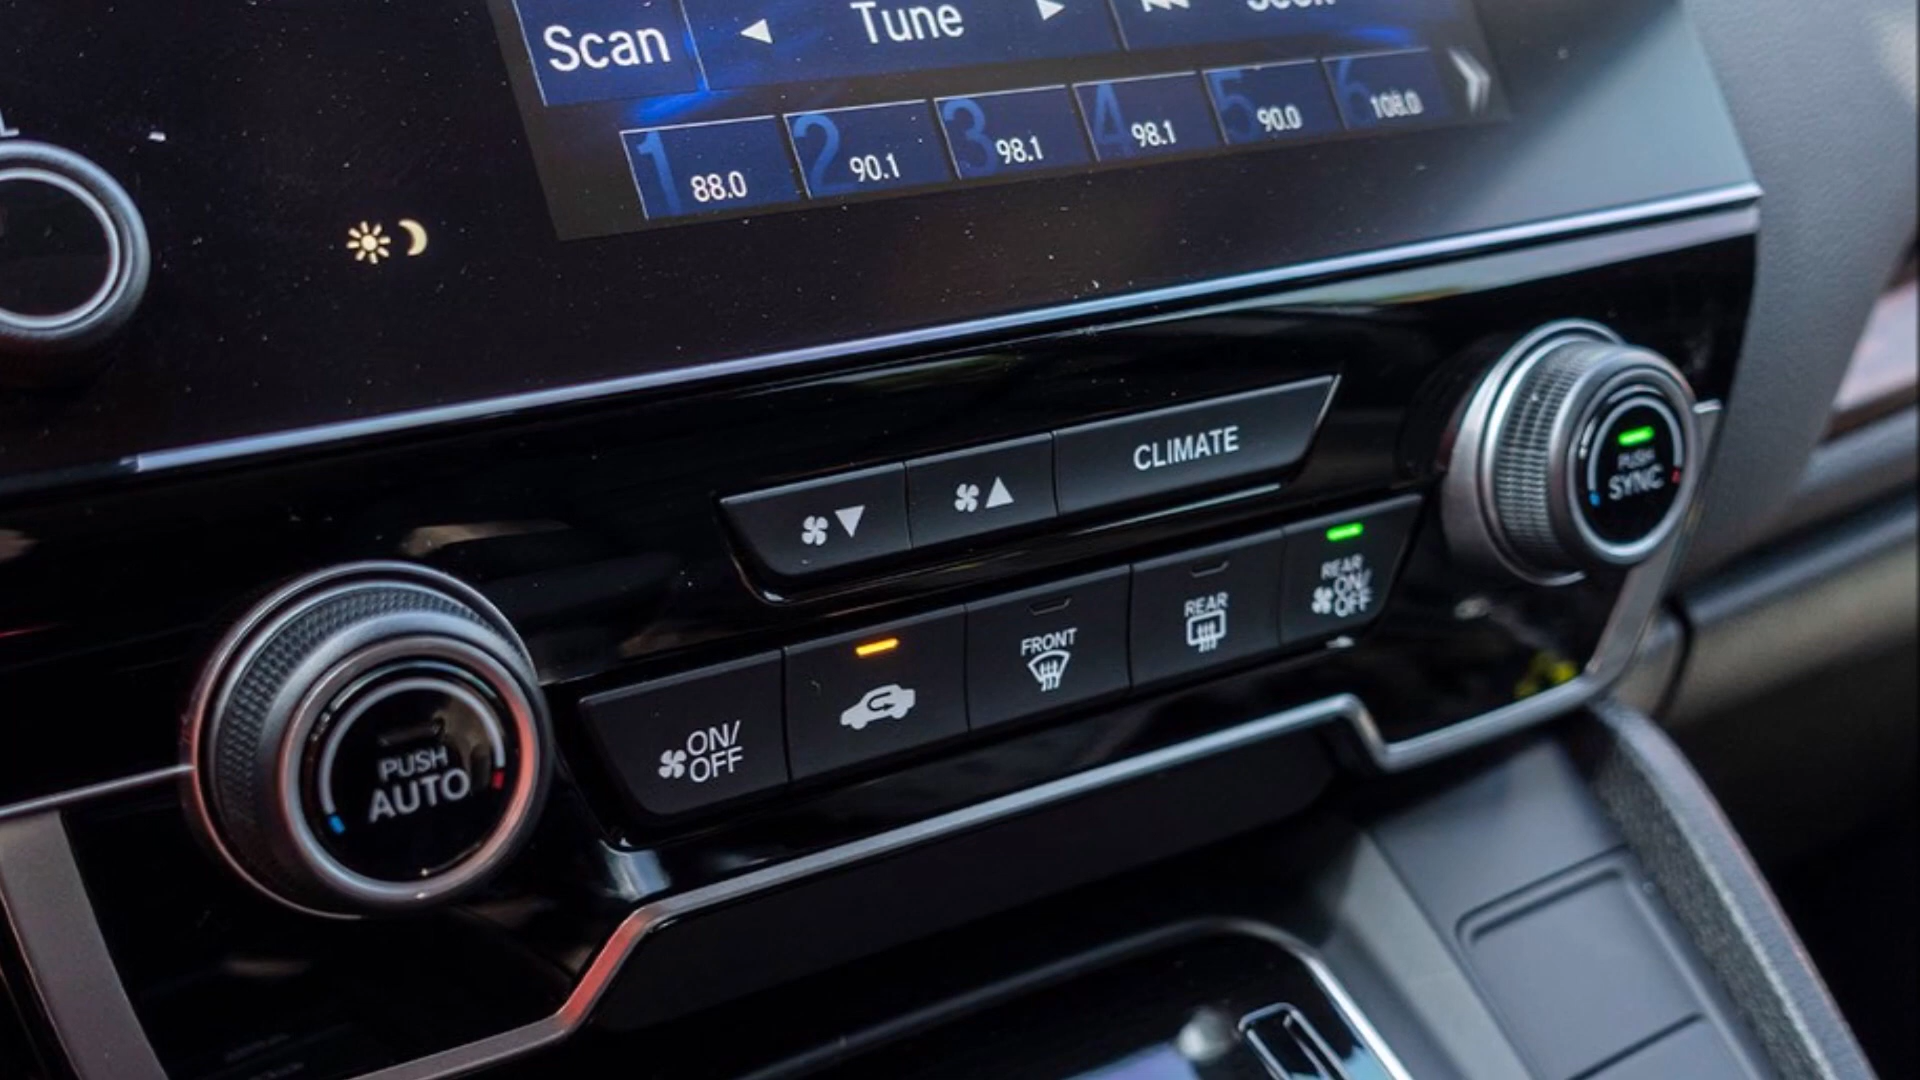 Scan
Tune
Seek
1 88.0
2 90.1
3 98.1
4 98.1
5 90.0
6 108.0
CLIMATE
PUSH
SYNC
REAR
ON/
OFF
REAR
FRONT
ON/
OFF
PUSH
AUTO